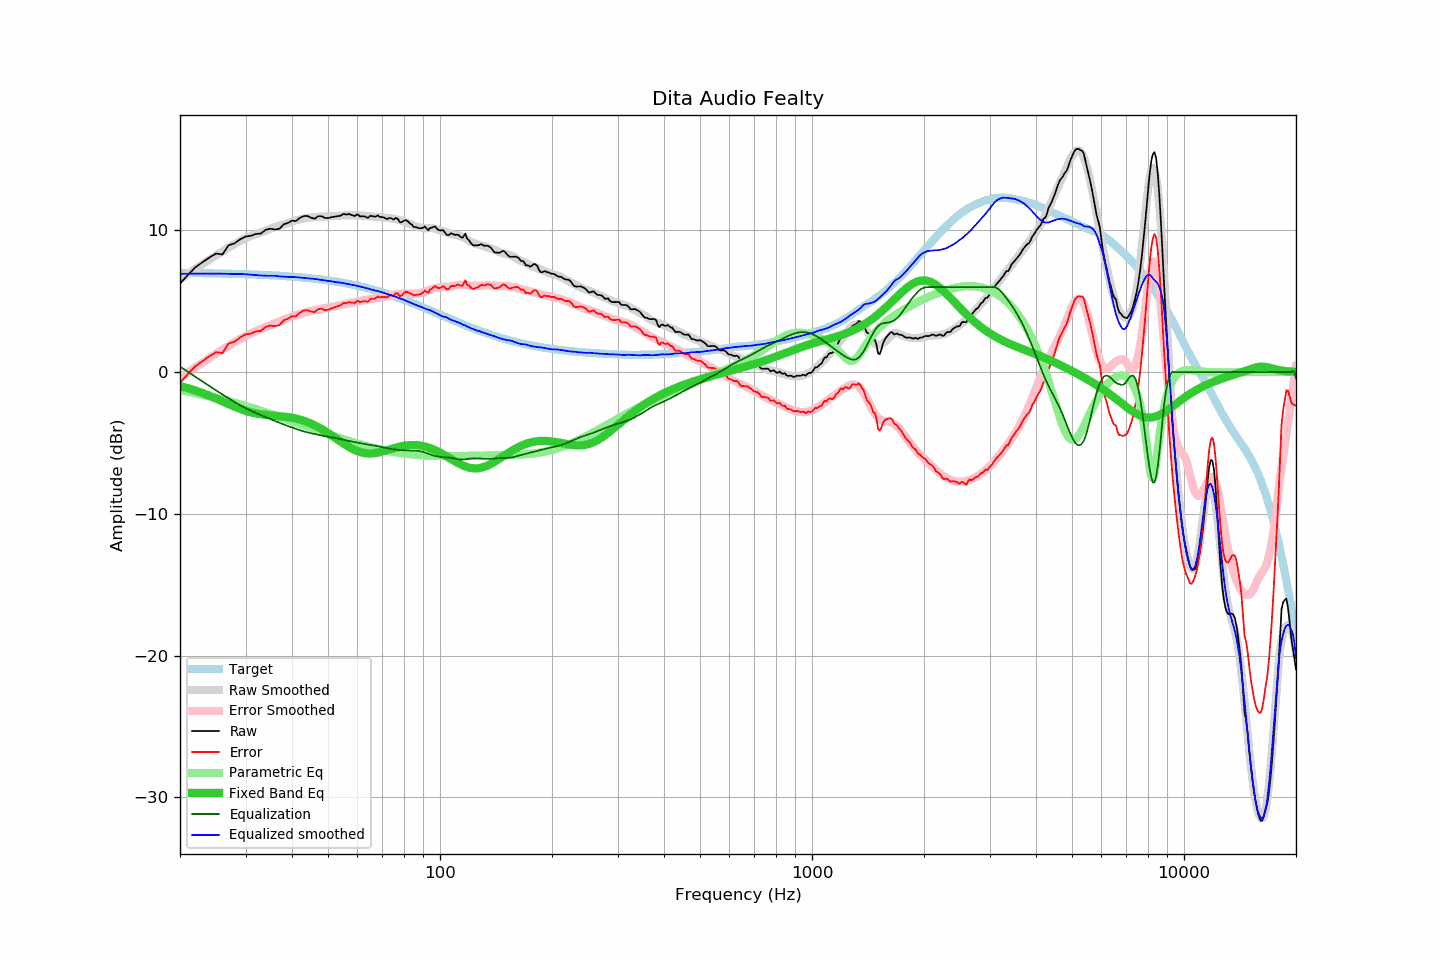 Dita Audio Fealty
10
0
−10
−20
−30
Amplitude (dBr)
Target
Raw Smoothed
Error Smoothed
Raw
Error
Parametric Eq
Fixed Band Eq
Equalization
Equalized smoothed
100
1000
10000
Frequency (Hz)